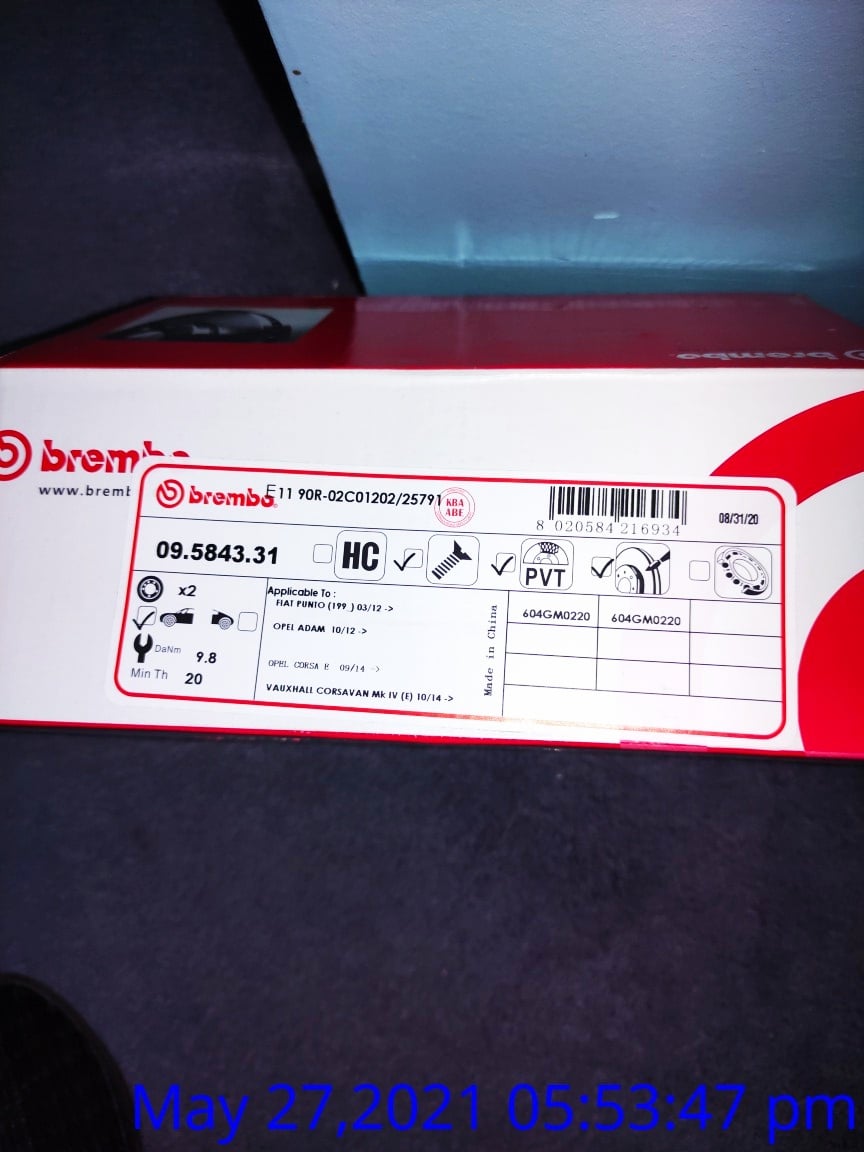 brembo
brembo
www.bremb
brembo E11 90R-02C01202/25791
KBA
ABE
8 020584 216934
08/31/20
09.5843.31
HC
PVT
x2
DaNm 9.8
Min Th 20
Applicable To :
FIAT PUNTO (199_) 03/12 ->
OPEL ADAM 10/12 ->
OPEL CORSA E 09/14 ->
VAUXHALL CORSAVAN Mk IV (E) 10/14 ->
Made in China
604GM0220 604GM0220
May 27,2021 05:53:47 pm